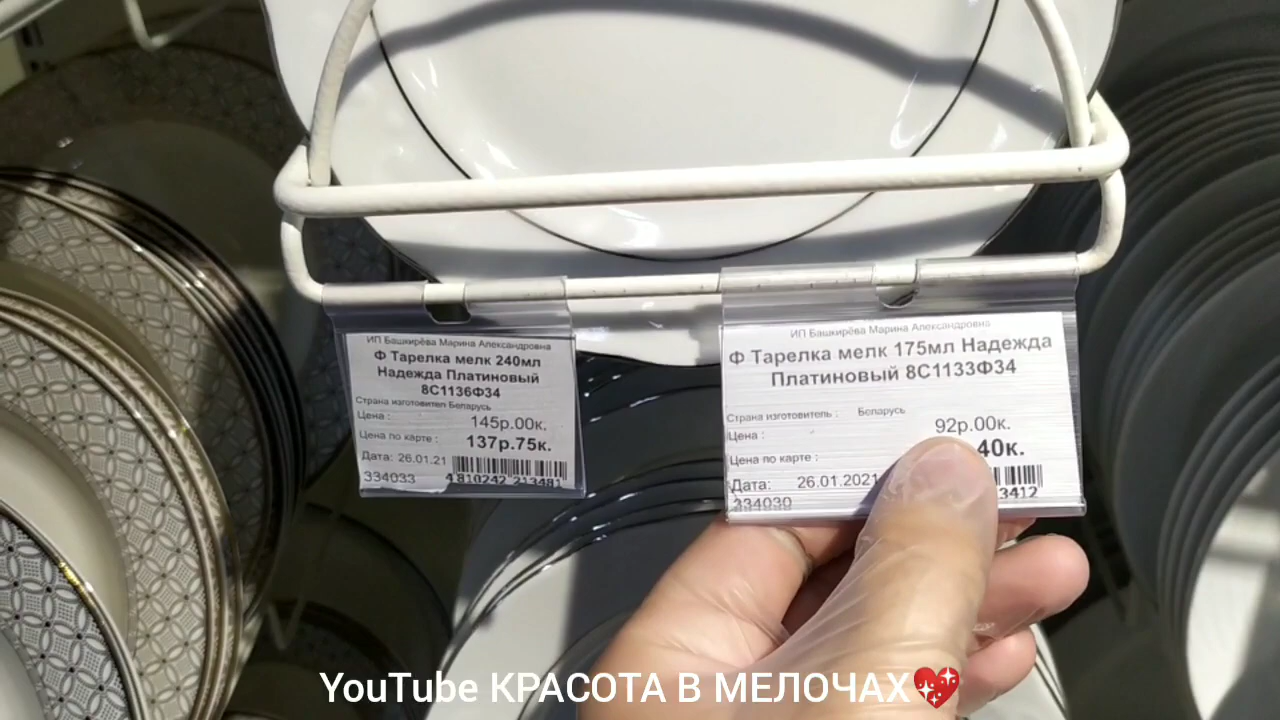 ИП Башкирёва Марина Александровна
Ф Тарелка мелк 240мл
Надежда Платиновый
8С1136Ф34
Страна изготовител Беларусь
Цена : 145р.00к.
Цена по карте : 137р.75к.
Дата: 26.01.21
334033 4 810242 213481
ИП Башкирёва Марина Александровна
Ф Тарелка мелк 175мл Надежда
Платиновый 8С1133Ф34
Страна изготовитель : Беларусь
Цена : 92р.00к.
Цена по карте : 40к.
Дата: 26.01.2021
334030 3412
YouTube КРАСОТА В МЕЛОЧАХ💖